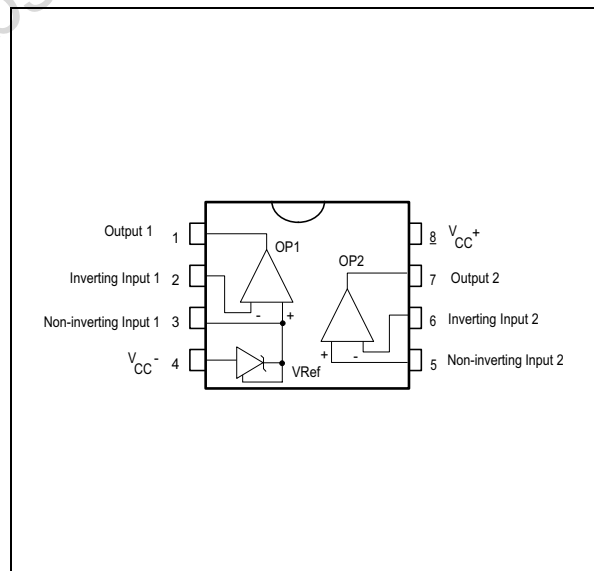 Output 1 1
Inverting Input 1 2
Non-inverting Input 1 3
VCC- 4
OP1
- +
VRef
OP2
+ -
8 VCC+
7 Output 2
6 Inverting Input 2
5 Non-inverting Input 2